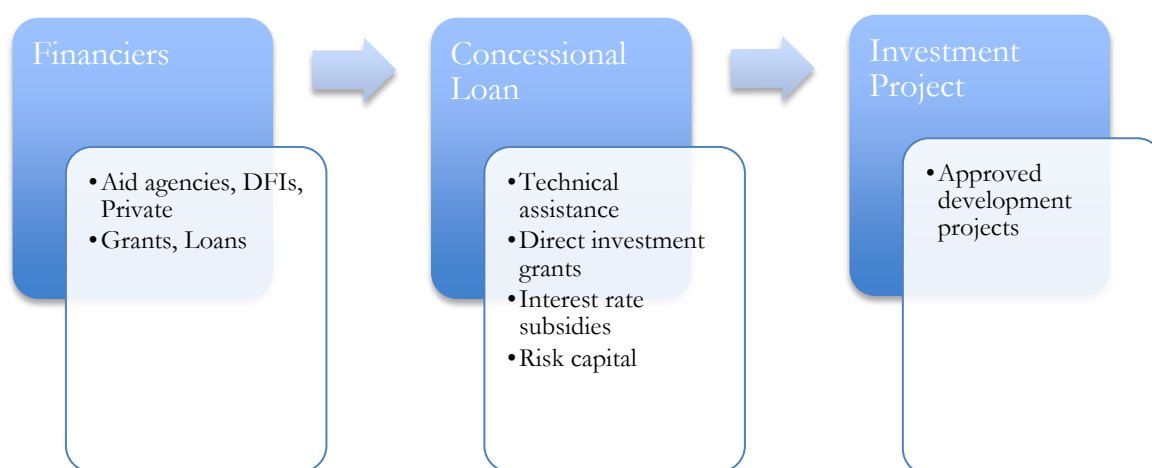 Financiers
• Aid agencies, DFIs,
Private
• Grants, Loans
Concessional
Loan
• Technical
assistance
• Direct investment
grants
• Interest rate
subsidies
• Risk capital
Investment
Project
• Approved
development
projects